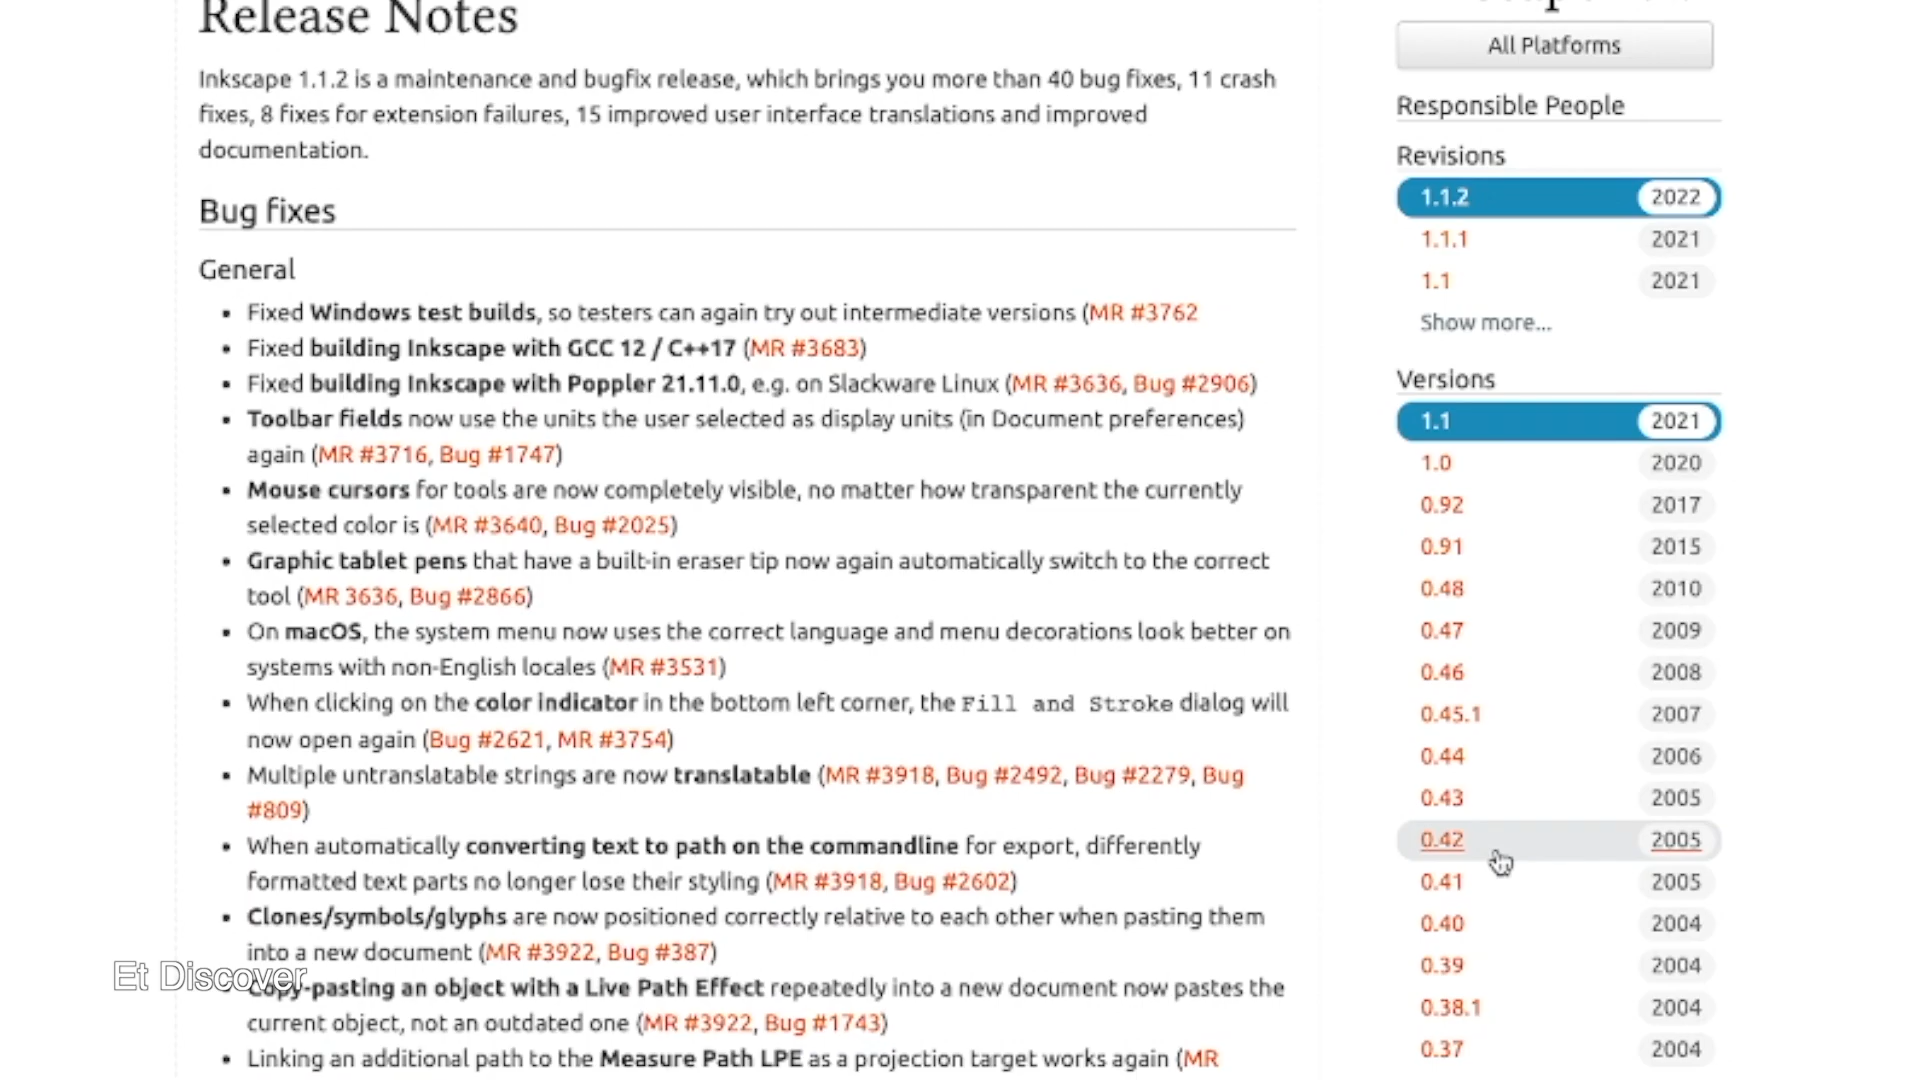 Release Notes
Inkscape 1.1.2 is a maintenance and bugfix release, which brings you more than 40 bug fixes, 11 crash
fixes, 8 fixes for extension failures, 15 improved user interface translations and improved
documentation.
Bug fixes
General
• Fixed Windows test builds, so testers can again try out intermediate versions (MR #3762
• Fixed building Inkscape with GCC 12 / C++17 (MR #3683)
• Fixed building Inkscape with Poppler 21.11.0, e.g. on Slackware Linux (MR #3636, Bug #2906)
• Toolbar fields now use the units the user selected as display units (in Document preferences)
again (MR #3716, Bug #1747)
• Mouse cursors for tools are now completely visible, no matter how transparent the currently
selected color is (MR #3640, Bug #2025)
• Graphic tablet pens that have a built-in eraser tip now again automatically switch to the correct
tool (MR 3636, Bug #2866)
• On macOS, the system menu now uses the correct language and menu decorations look better on
systems with non-English locales (MR #3531)
• When clicking on the color indicator in the bottom left corner, the Fill and Stroke dialog will
now open again (Bug #2621, MR #3754)
• Multiple untranslatable strings are now translatable (MR #3918, Bug #2492, Bug #2279, Bug
#809)
• When automatically converting text to path on the commandline for export, differently
formatted text parts no longer lose their styling (MR #3918, Bug #2602)
• Clones/symbols/glyphs are now positioned correctly relative to each other when pasting them
into a new document (MR #3922, Bug #387)
• Copy-pasting an object with a Live Path Effect repeatedly into a new document now pastes the
current object, not an outdated one (MR #3922, Bug #1743)
• Linking an additional path to the Measure Path LPE as a projection target works again (MR
Et Discover
All Platforms
Responsible People
Revisions
1.1.2 2022
1.1.1 2021
1.1 2021
Show more...
Versions
1.1 2021
1.0 2020
0.92 2017
0.91 2015
0.48 2010
0.47 2009
0.46 2008
0.45.1 2007
0.44 2006
0.43 2005
0.42 2005
0.41 2005
0.40 2004
0.39 2004
0.38.1 2004
0.37 2004